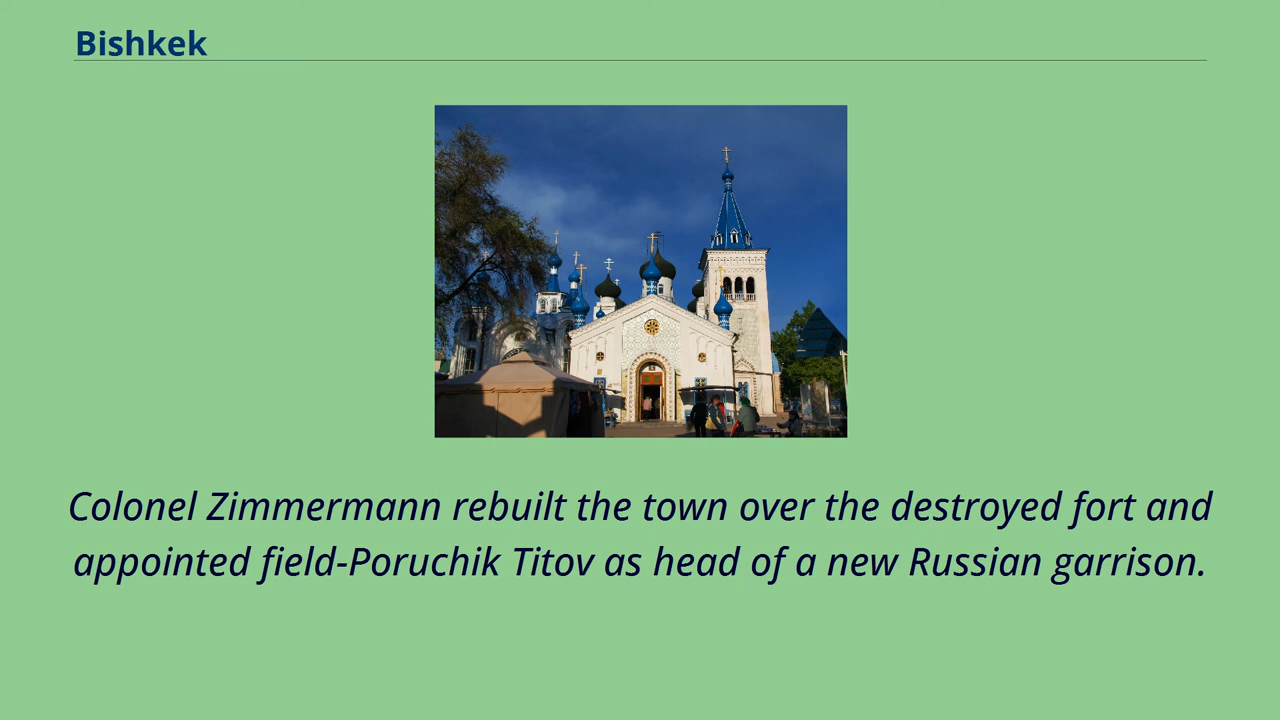 Bishkek
Colonel Zimmermann rebuilt the town over the destroyed fort and
appointed field-Poruchik Titov as head of a new Russian garrison.